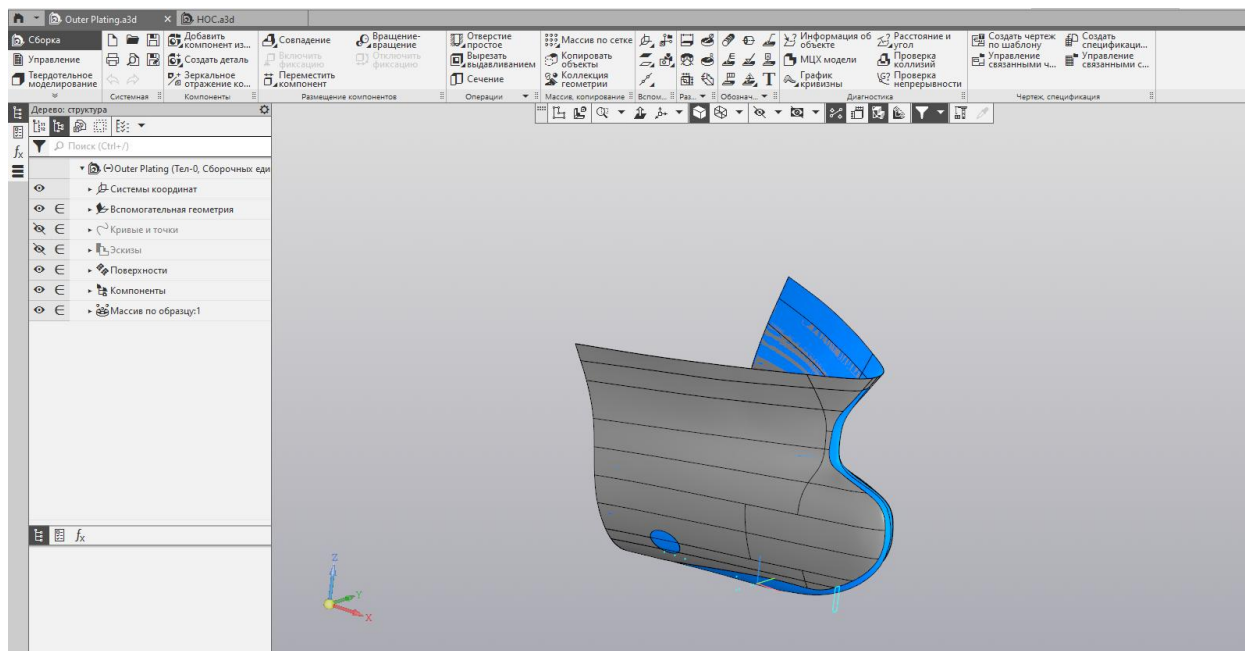 Outer Plating.a3d
НОС.a3d
Сборка
Управление
Твердотельное
моделирование
Системная
Добавить
компонент из...
Создать деталь
Зеркальное
отражение ко...
Компоненты
Совпадение
Вращение-
вращение
Включить
фиксацию
Отключить
фиксацию
Переместить
компонент
Размещение компонентов
Отверстие
простое
Вырезать
выдавливанием
Сечение
Операции
Массив по сетке
Копировать
объекты
Коллекция
геометрии
Массив, копирование
Вспом...
Раз...
Обознач...
Информация об
объекте
МЦХ модели
График
кривизны
Расстояние и
угол
Проверка
коллизий
Проверка
непрерывности
Диагностика
Создать чертеж
по шаблону
Управление
связанными ч...
Создать
спецификаци...
Управление
связанными с...
Чертеж, спецификация
Дерево: структура
Поиск (Ctrl+/)
(-)Outer Plating (Тел-0, Сборочных еди
Системы координат
Вспомогательная геометрия
Кривые и точки
Эскизы
Поверхности
Компоненты
Массив по образцу:1
Z
Y
X